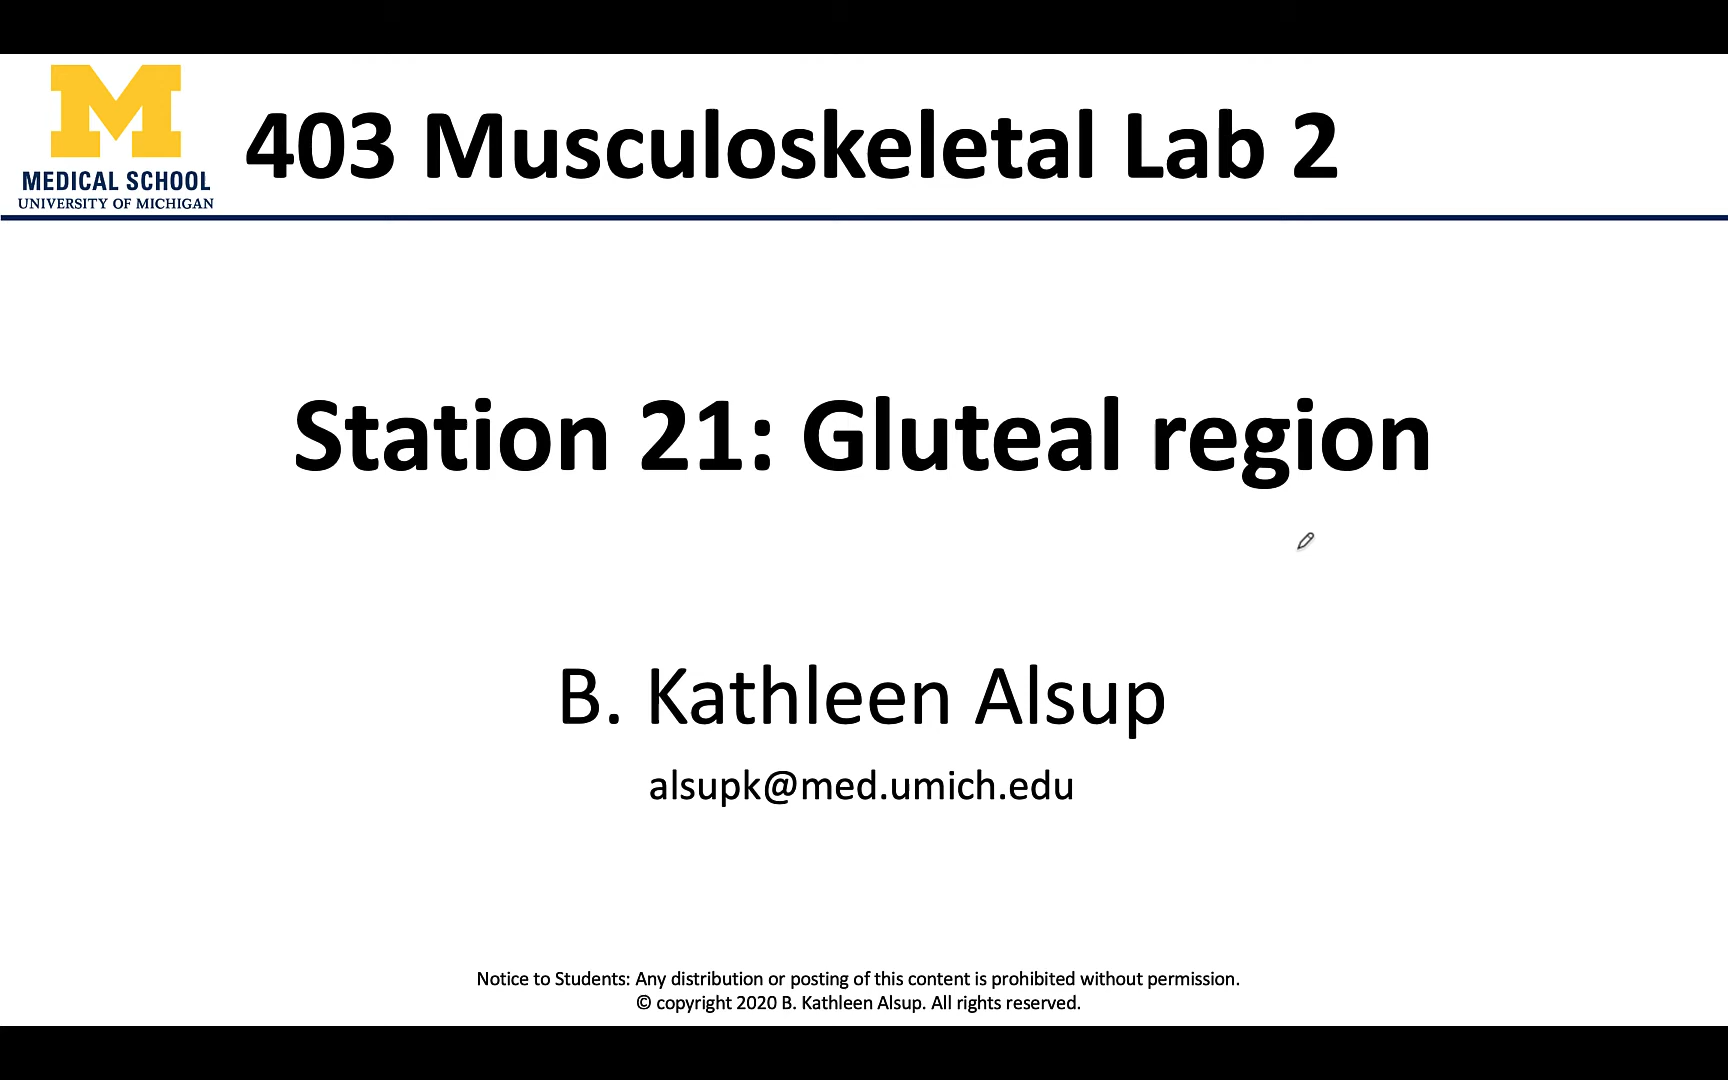 MEDICAL SCHOOL
UNIVERSITY OF MICHIGAN
403 Musculoskeletal Lab 2
Station 21: Gluteal region
B. Kathleen Alsup
alsupk@med.umich.edu
Notice to Students: Any distribution or posting of this content is prohibited without permission.
© copyright 2020 B. Kathleen Alsup. All rights reserved.